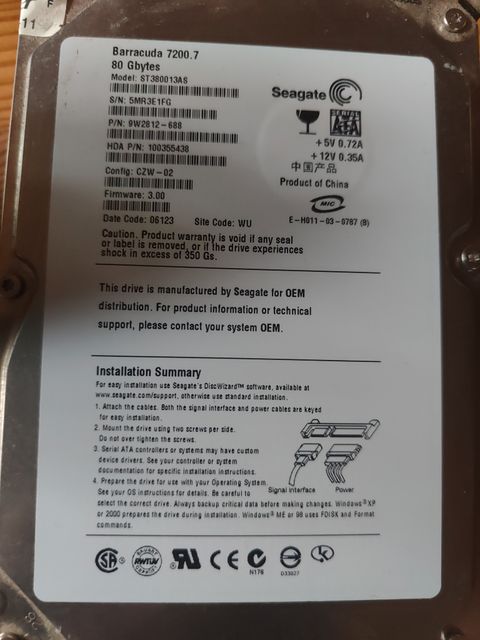 F
11
Barracuda 7200.7
80 Gbytes
Model: ST380013AS
S/N: 5MR3E1FG
P/N: 9W2812-688
HDA P/N: 100355438
Config: CZW-02
Firmware: 3.00
Date Code: 06123 Site Code: WU
Seagate
SERIAL
ATA
+5V 0.72A
+12V 0.35A
中国产品
Product of China
MIC
E-H011-03-0787 (B)
Caution. Product warranty is void if any seal
or label is removed, or if the drive experiences
shock in excess of 350 Gs.
This drive is manufactured by Seagate for OEM
distribution. For product information or technical
support, please contact your system OEM.
Installation Summary
For easy installation use Seagate's DiscWizard™ software, available at
www.seagate.com/support, otherwise use standard installation.
1. Attach the cables. Both the signal interface and power cables are keyed
for easy installation.
2. Mount the drive using two screws per side.
Do not over tighten the screws.
3. Serial ATA controllers or systems may have custom
device drivers. See your controller or system
documentation for specific installation instructions.
4. Prepare the drive for use with your Operating System.
See your OS instructions for details. Be careful to
select the correct drive. Always backup critical data before making changes. Windows® XP
or 2000 prepares the drive during installation. Windows® ME or 98 uses FDISK and Format
commands.
Signal interface Power
N176
D33027